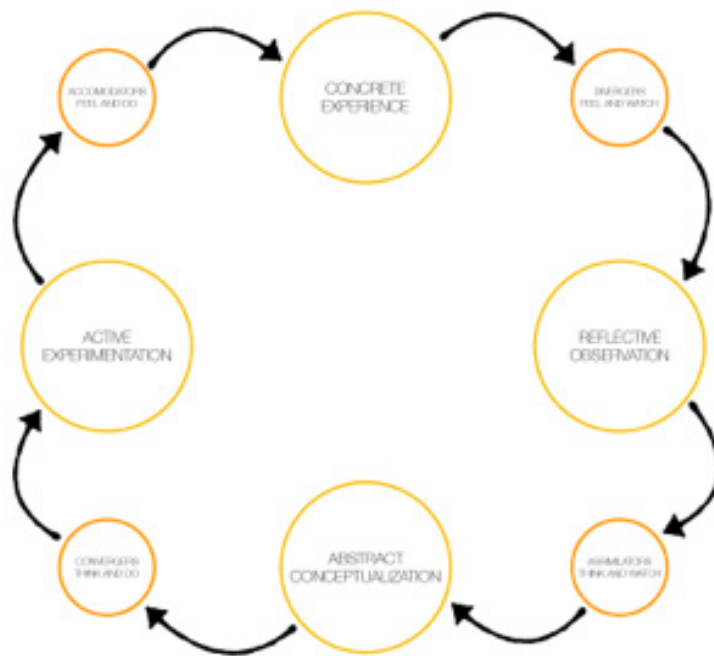 ACCOMODATORS
FEEL AND DO
CONCRETE
EXPERIENCE
DIVERGERS
FEEL AND WATCH
ACTIVE
EXPERIMENTATION
REFLECTIVE
OBSERVATION
CONVERGERS
THINK AND DO
ABSTRACT
CONCEPTUALIZATION
ASSIMILATORS
THINK AND WATCH